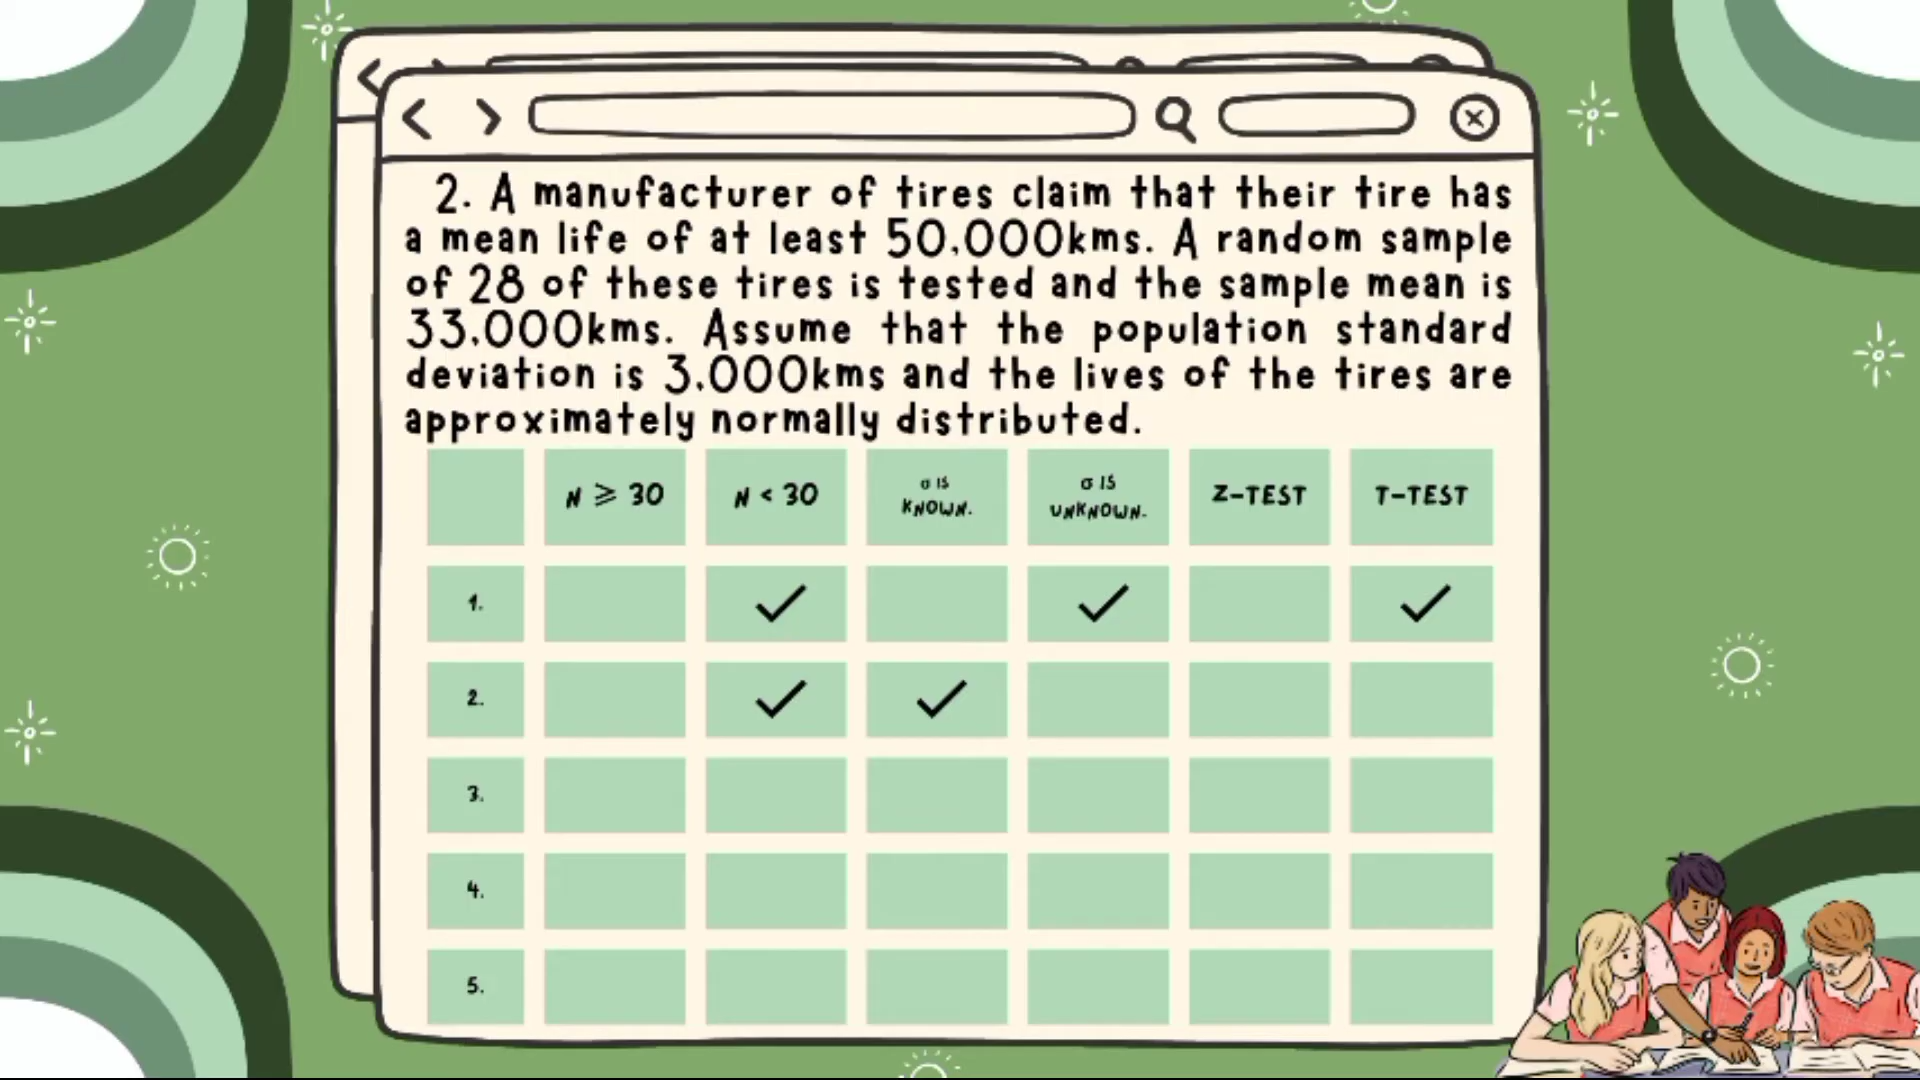 2. A manufacturer of tires claim that their tire has
a mean life of at least 50,000kms. A random sample
of 28 of these tires is tested and the sample mean is
33,000kms. Assume that the population standard
deviation is 3,000kms and the lives of the tires are
approximately normally distributed.
N ≥ 30 N < 30 σ IS KNOWN. σ IS UNKNOWN. Z-TEST T-TEST
1. ✓ ✓ ✓
2. ✓ ✓
3.
4.
5.